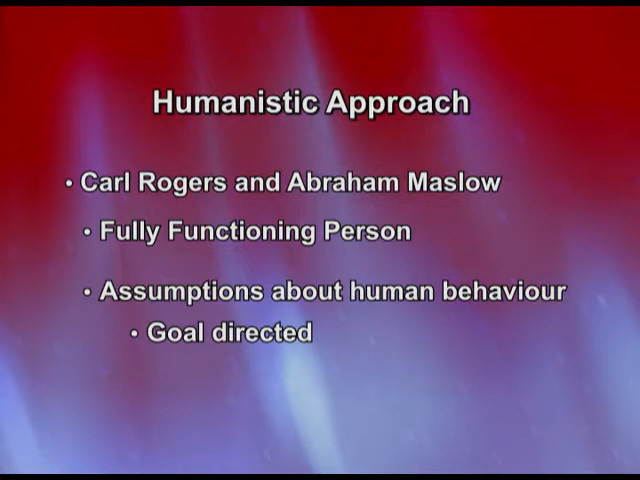 Humanistic Approach
• Carl Rogers and Abraham Maslow
• Fully Functioning Person
• Assumptions about human behaviour
• Goal directed